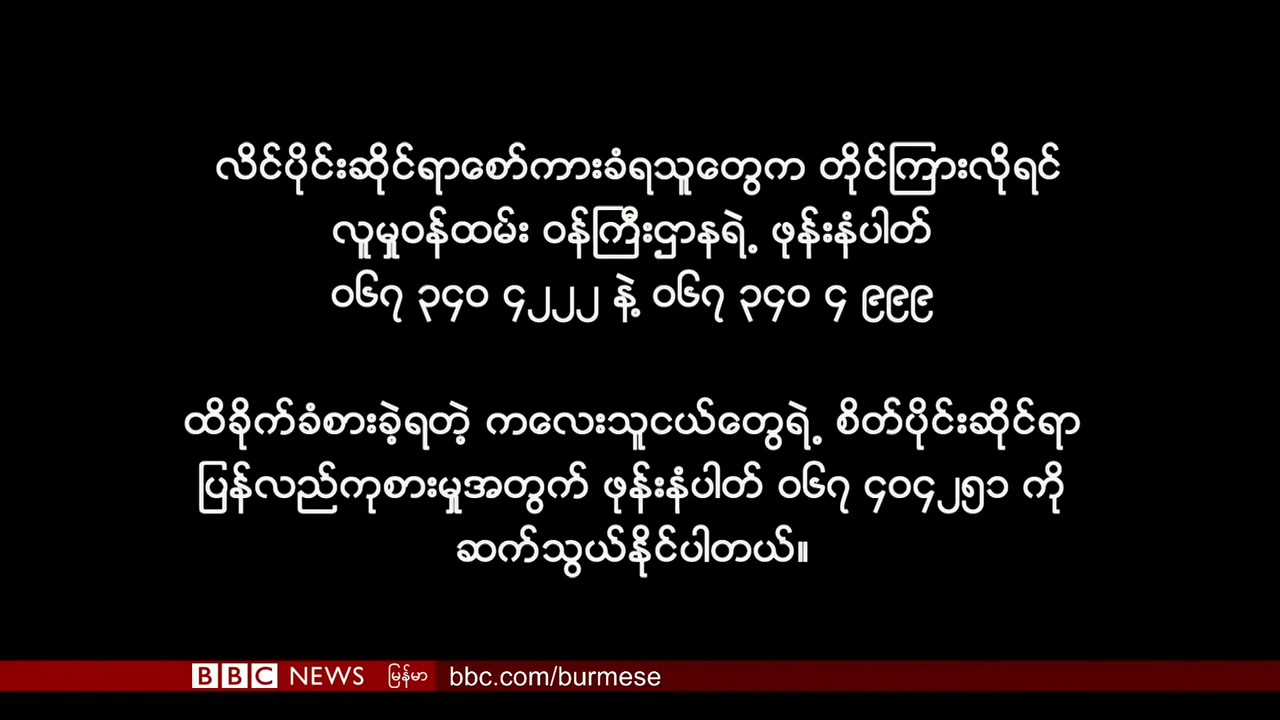 လိင်ပိုင်းဆိုင်ရာစော်ကားခံရသူတွေက တိုင်ကြားလိုရင်
လူမှုဝန်ထမ်း ဝန်ကြီးဌာနရဲ့ ဖုန်းနံပါတ်
၀၆၇ ၃၄၀ ၄၂၂၂ နဲ့ ၀၆၇ ၃၄၀ ၄ ၉၉၉
ထိခိုက်ခံစားခဲ့ရတဲ့ ကလေးသူငယ်တွေရဲ့ စိတ်ပိုင်းဆိုင်ရာ
ပြန်လည်ကုစားမှုအတွက် ဖုန်းနံပါတ် ၀၆၇ ၄၀၄၂၅၁ ကို
ဆက်သွယ်နိုင်ပါတယ်။
BBC NEWS မြန်မာ bbc.com/burmese